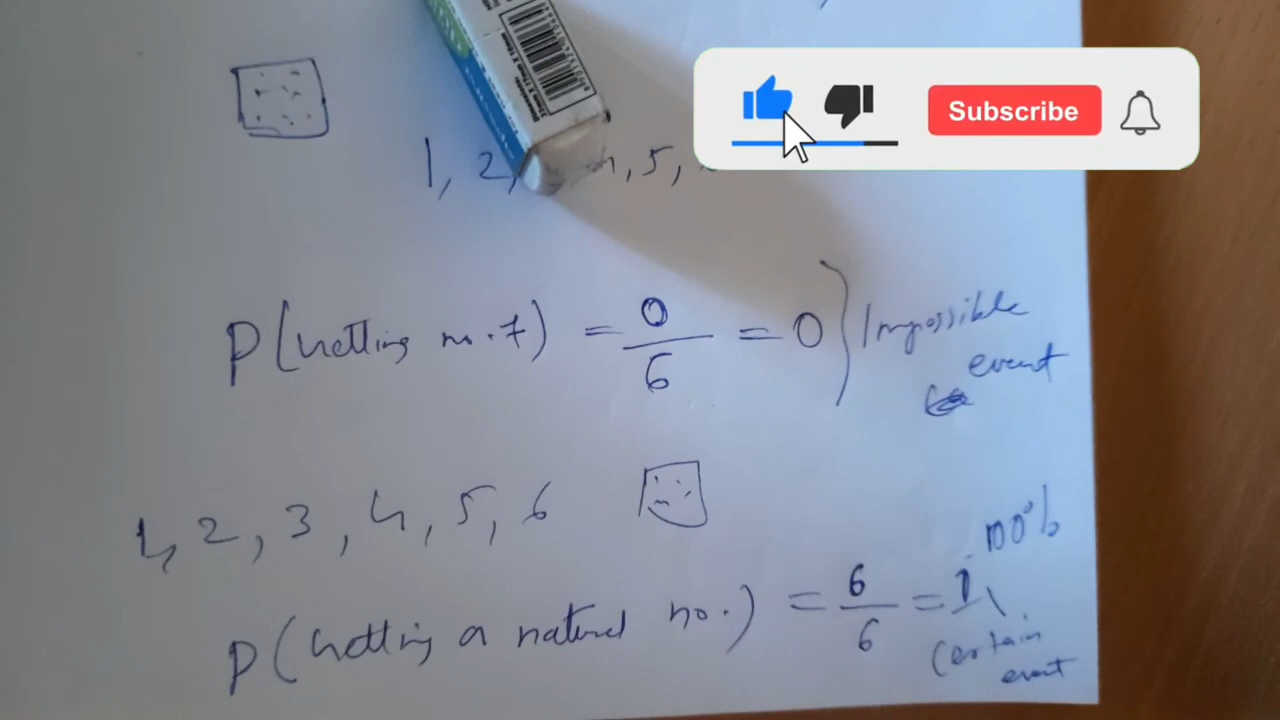 Subscribe
1, 2, 4, 5,
P(getting no. 7) = 0/6 = 0 } Impossible event
1, 2, 3, 4, 5, 6
100%
P(getting a natural no.) = 6/6 = 1
Certain event